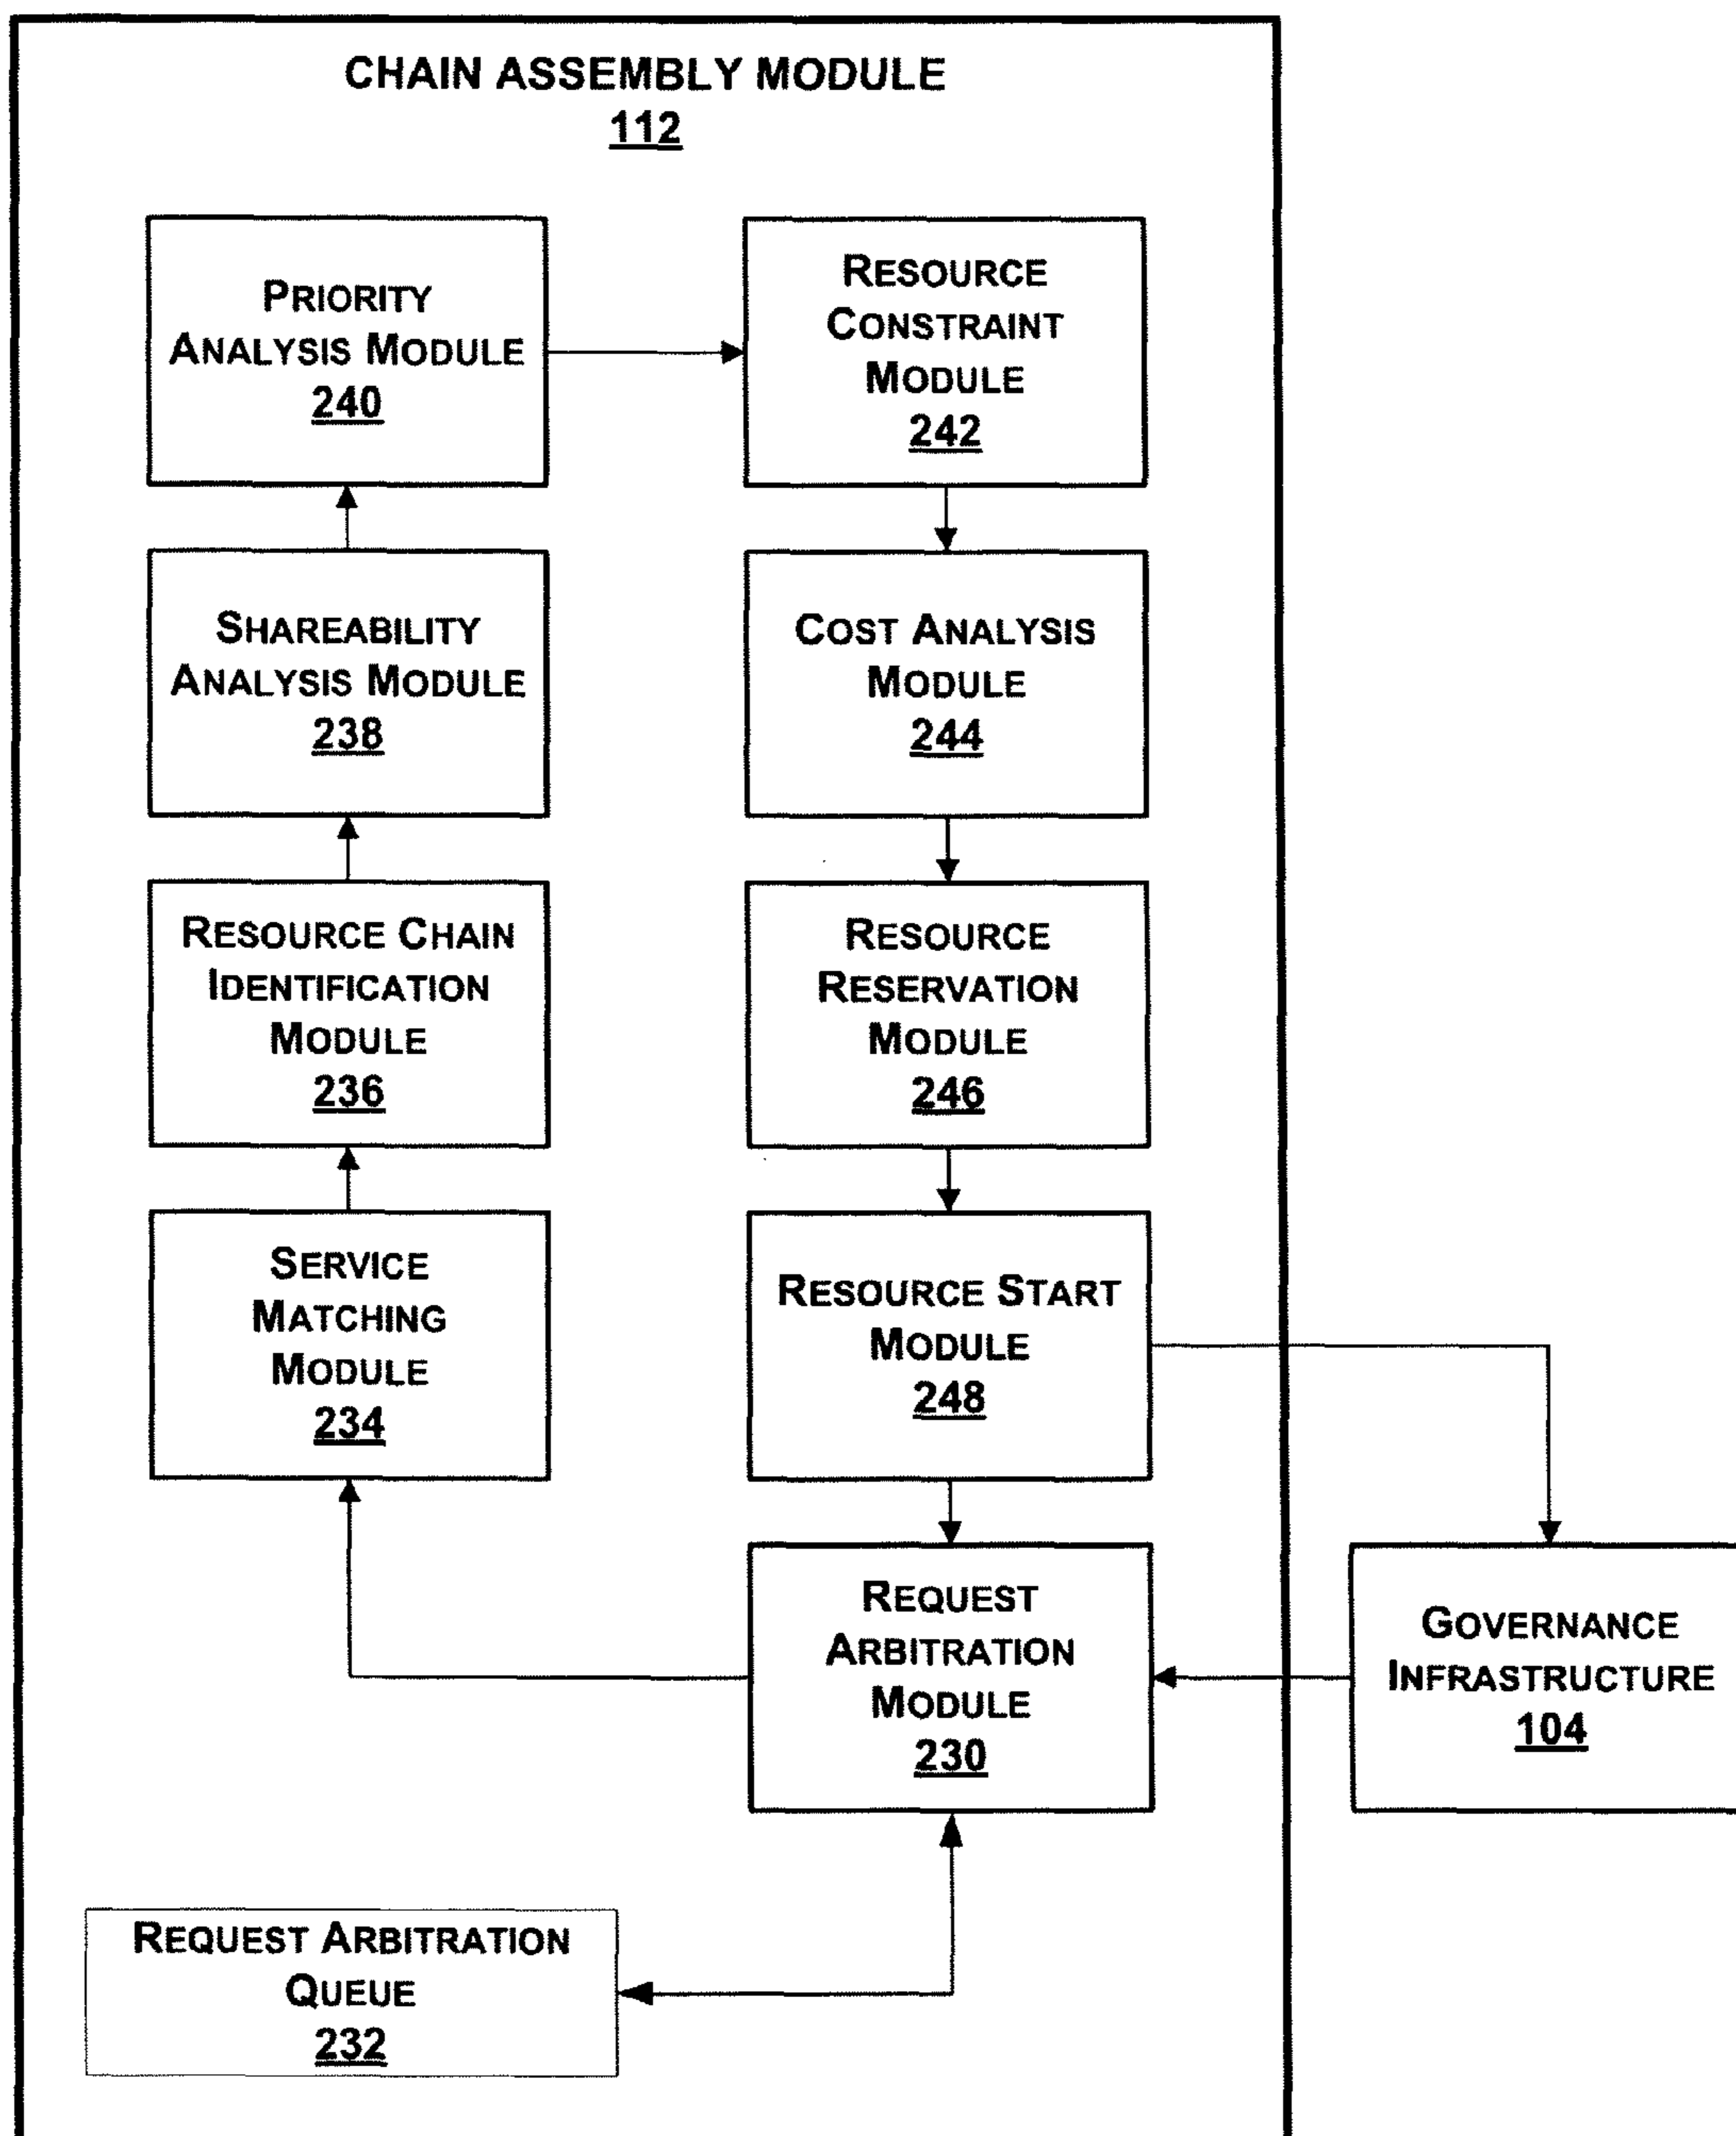 CHAIN ASSEMBLY MODULE
112
PRIORITY
ANALYSIS MODULE
240
RESOURCE
CONSTRAINT
MODULE
242
SHAREABILITY
ANALYSIS MODULE
238
COST ANALYSIS
MODULE
244
RESOURCE CHAIN
IDENTIFICATION
MODULE
236
RESOURCE
RESERVATION
MODULE
246
SERVICE
MATCHING
MODULE
234
RESOURCE START
MODULE
248
REQUEST
ARBITRATION
MODULE
230
GOVERNANCE
INFRASTRUCTURE
104
REQUEST ARBITRATION
QUEUE
232